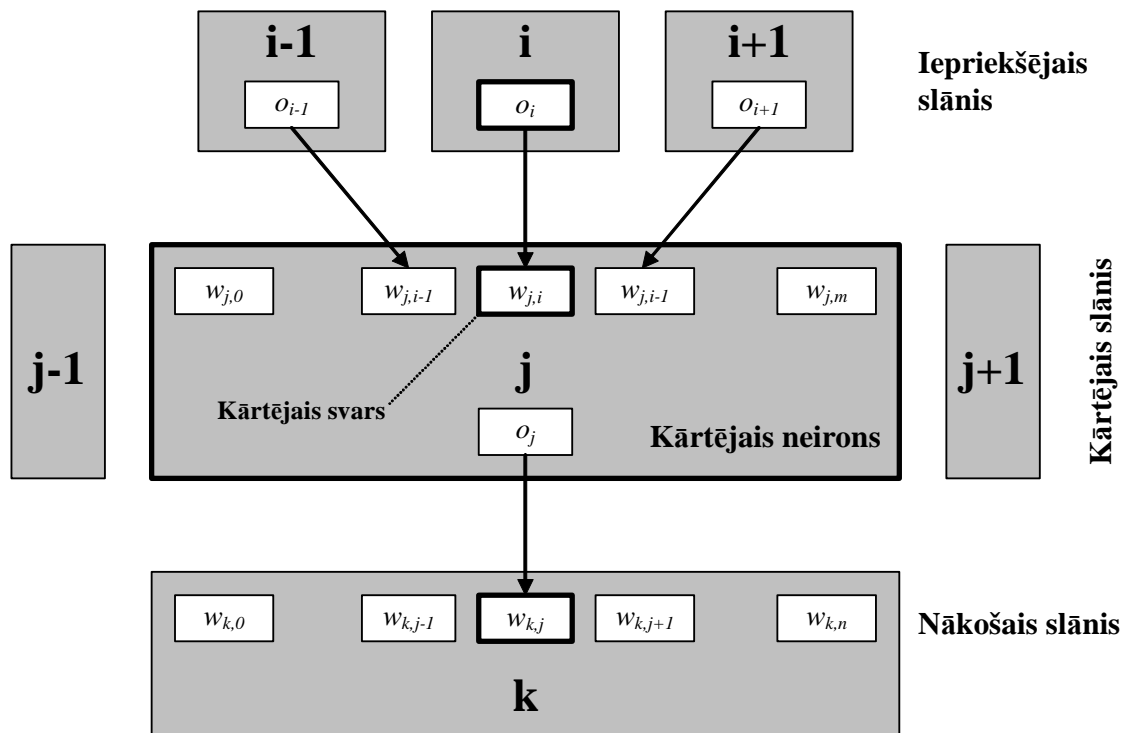 i-1
i
i+1
Iepriekšējais
slānis
o_{i-1}
o_i
o_{i+1}
w_{j,0}
w_{j,i-1}
w_{j,i}
w_{j,i-1}
w_{j,m}
j-1
j
j+1
Kārtējais slānis
Kārtējais svars
o_j
Kārtējais neirons
w_{k,0}
w_{k,j-1}
w_{k,j}
w_{k,j+1}
w_{k,n}
Nākošais slānis
k